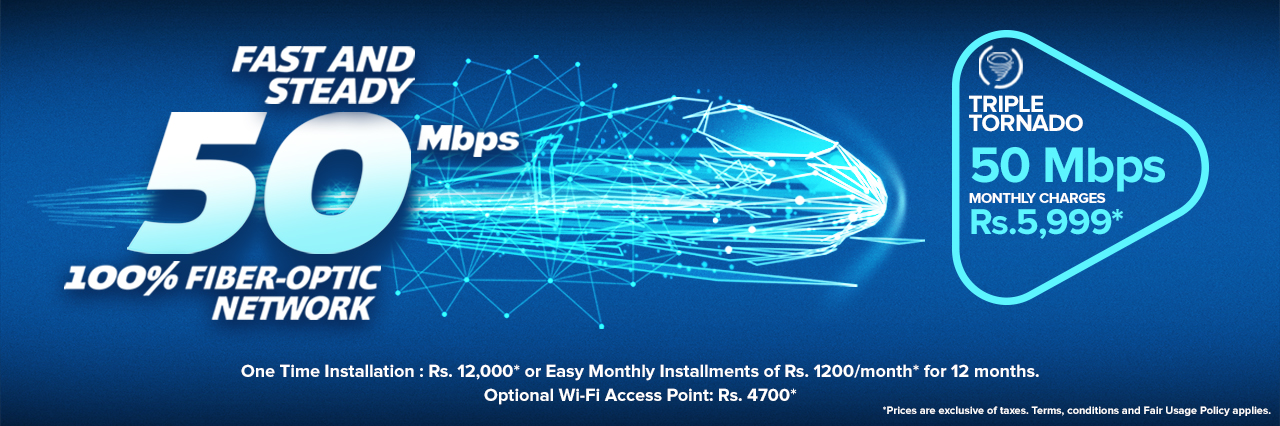 FAST AND
STEADY
50 Mbps
100% FIBER-OPTIC
NETWORK
TRIPLE
TORNADO
50 Mbps
MONTHLY CHARGES
Rs.5,999*
One Time Installation : Rs. 12,000* or Easy Monthly Installments of Rs. 1200/month* for 12 months.
Optional Wi-Fi Access Point: Rs. 4700*
*Prices are exclusive of taxes. Terms, conditions and Fair Usage Policy applies.